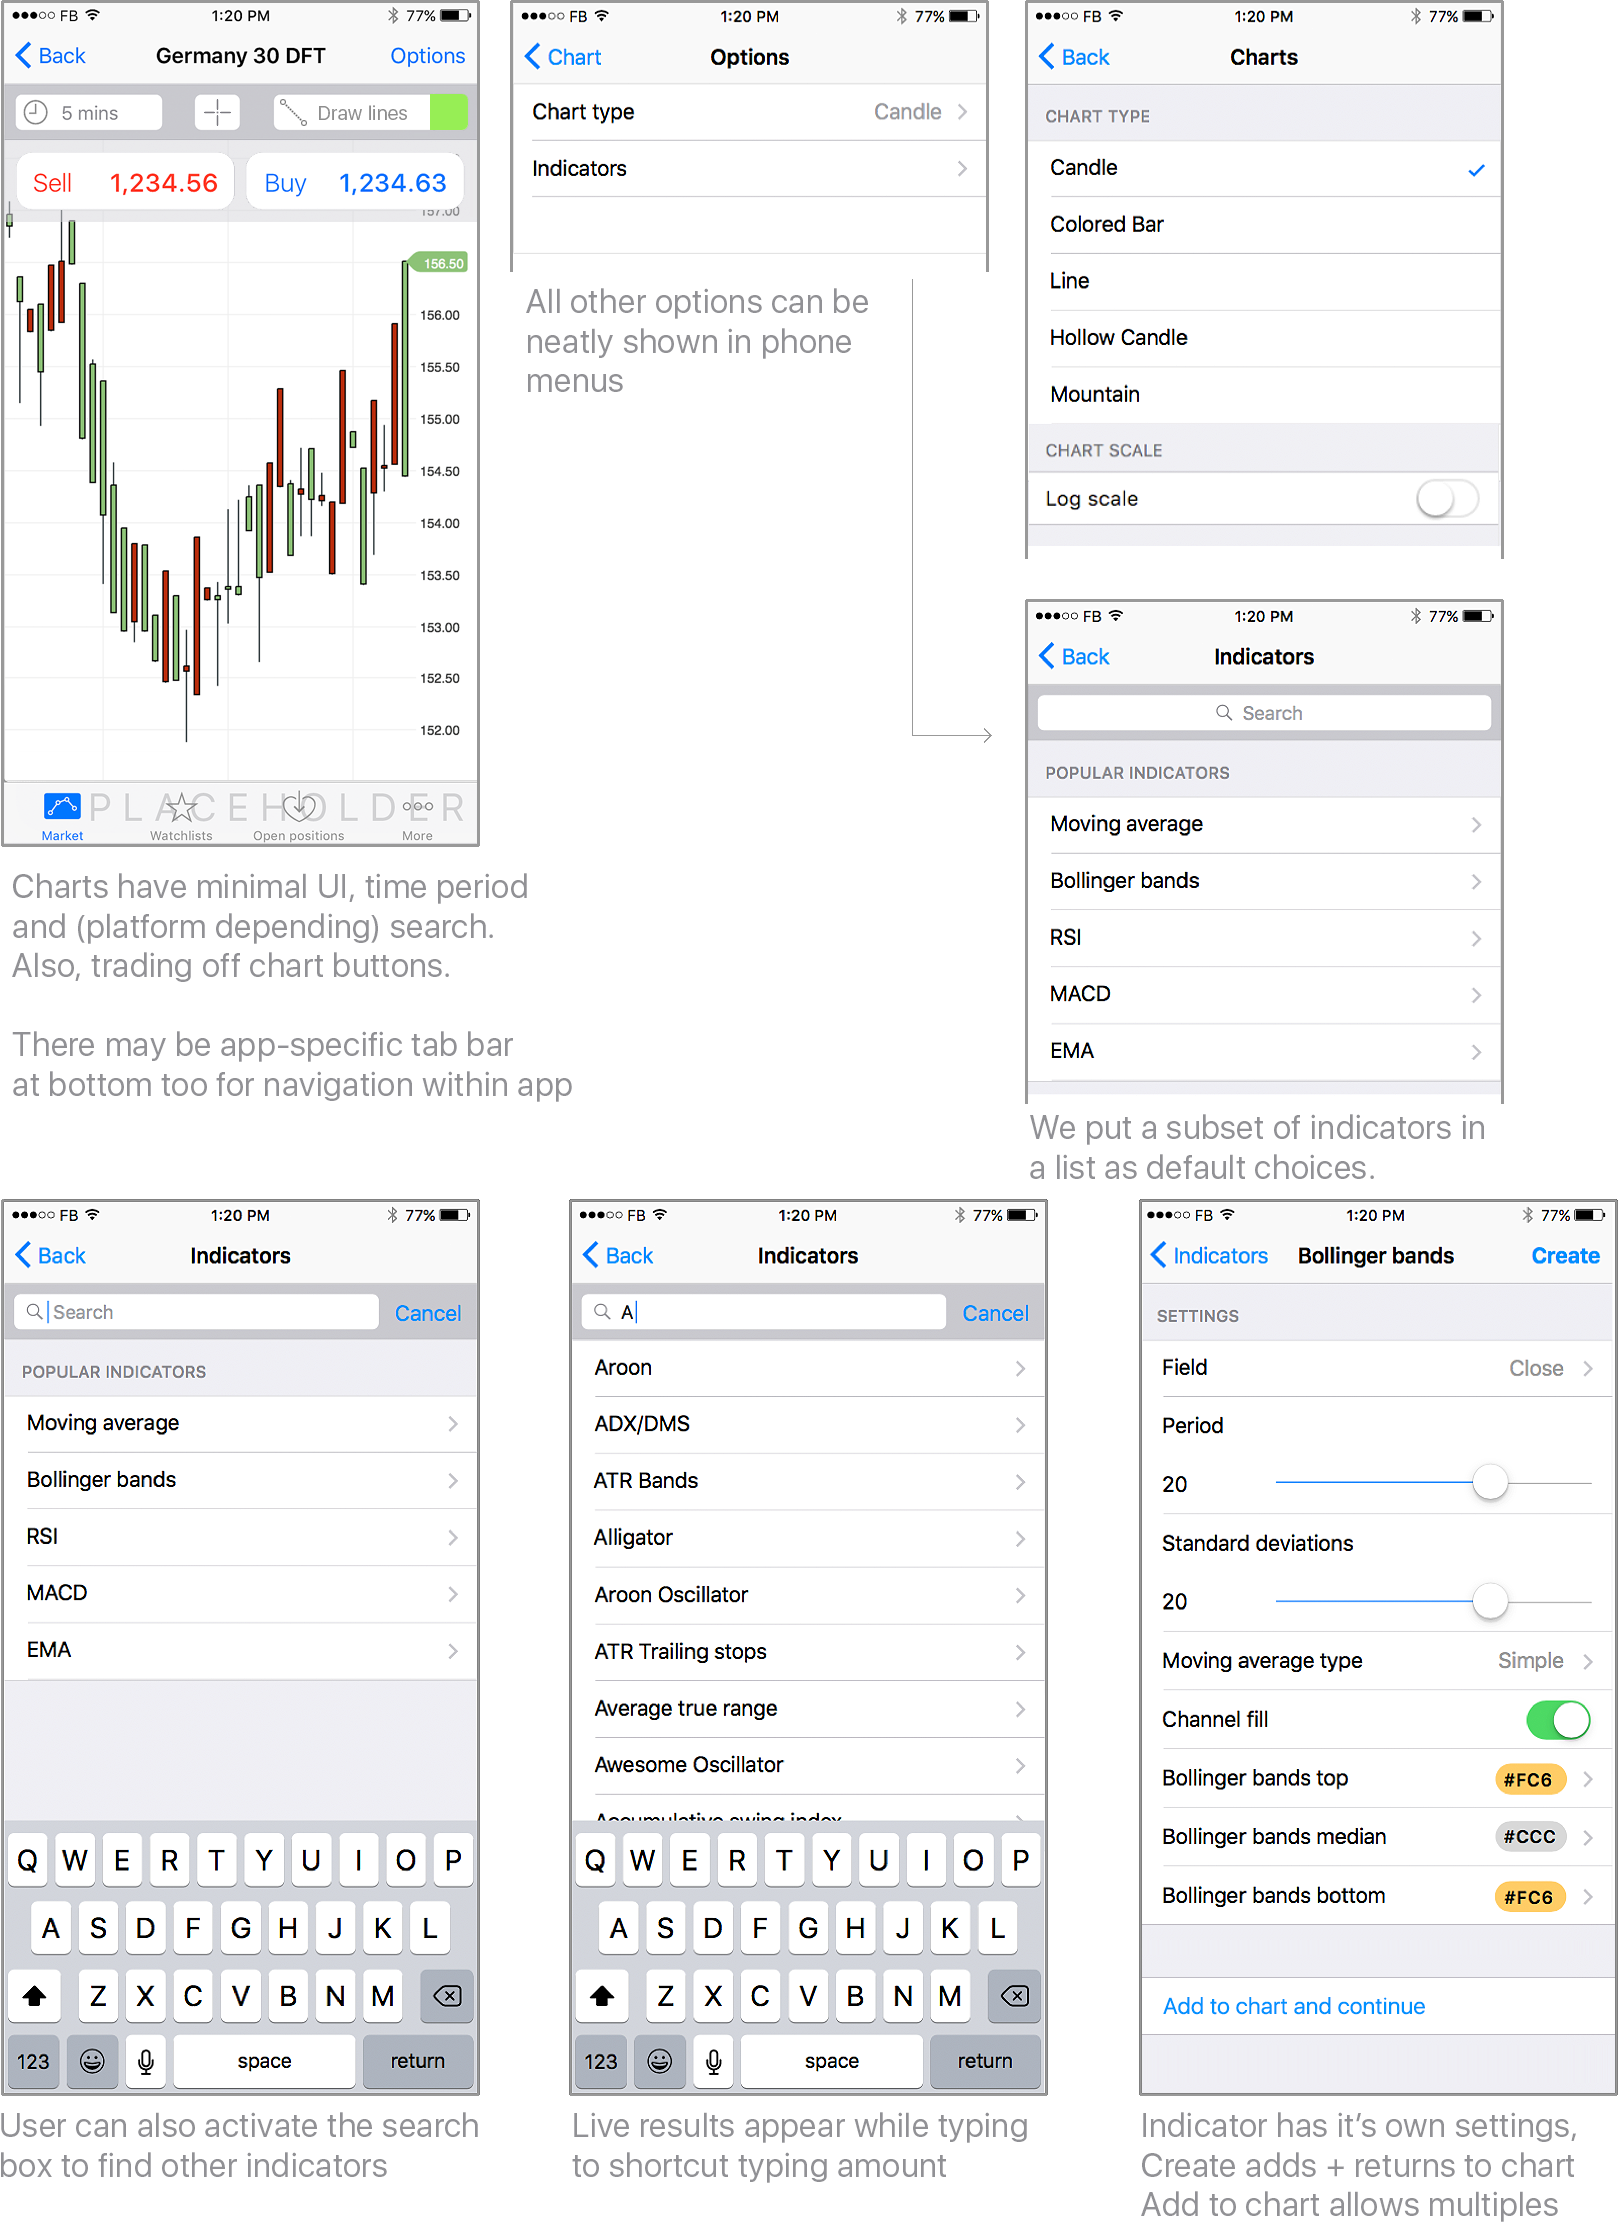 FB
1:20 PM
77%
Back
Germany 30 DFT
Options
5 mins
Draw lines
Sell 1,234.56
Buy 1,234.63
157.00
156.50
156.00
155.50
155.00
154.50
154.00
153.50
153.00
152.50
152.00
PLACEHOLDER
Market
Watchlists
Open positions
More
Charts have minimal UI, time period
and (platform depending) search.
Also, trading off chart buttons.
There may be app-specific tab bar
at bottom too for navigation within app
FB
1:20 PM
77%
Chart
Options
Chart type
Candle
Indicators
All other options can be
neatly shown in phone
menus
FB
1:20 PM
77%
Back
Charts
CHART TYPE
Candle
Colored Bar
Line
Hollow Candle
Mountain
CHART SCALE
Log scale
FB
1:20 PM
77%
Back
Indicators
Search
POPULAR INDICATORS
Moving average
Bollinger bands
RSI
MACD
EMA
We put a subset of indicators in
a list as default choices.
FB
1:20 PM
77%
Back
Indicators
Search
Cancel
POPULAR INDICATORS
Moving average
Bollinger bands
RSI
MACD
EMA
Q W E R T Y U I O P
A S D F G H J K L
Z X C V B N M
123
space
return
User can also activate the search
box to find other indicators
FB
1:20 PM
77%
Back
Indicators
A
Cancel
Aroon
ADX/DMS
ATR Bands
Alligator
Aroon Oscillator
ATR Trailing stops
Average true range
Awesome Oscillator
Accumulative swing index
Q W E R T Y U I O P
A S D F G H J K L
Z X C V B N M
123
space
return
Live results appear while typing
to shortcut typing amount
FB
1:20 PM
77%
Indicators
Bollinger bands
Create
SETTINGS
Field
Close
Period
20
Standard deviations
20
Moving average type
Simple
Channel fill
Bollinger bands top
#FC6
Bollinger bands median
#CCC
Bollinger bands bottom
#FC6
Add to chart and continue
Indicator has it's own settings,
Create adds + returns to chart
Add to chart allows multiples